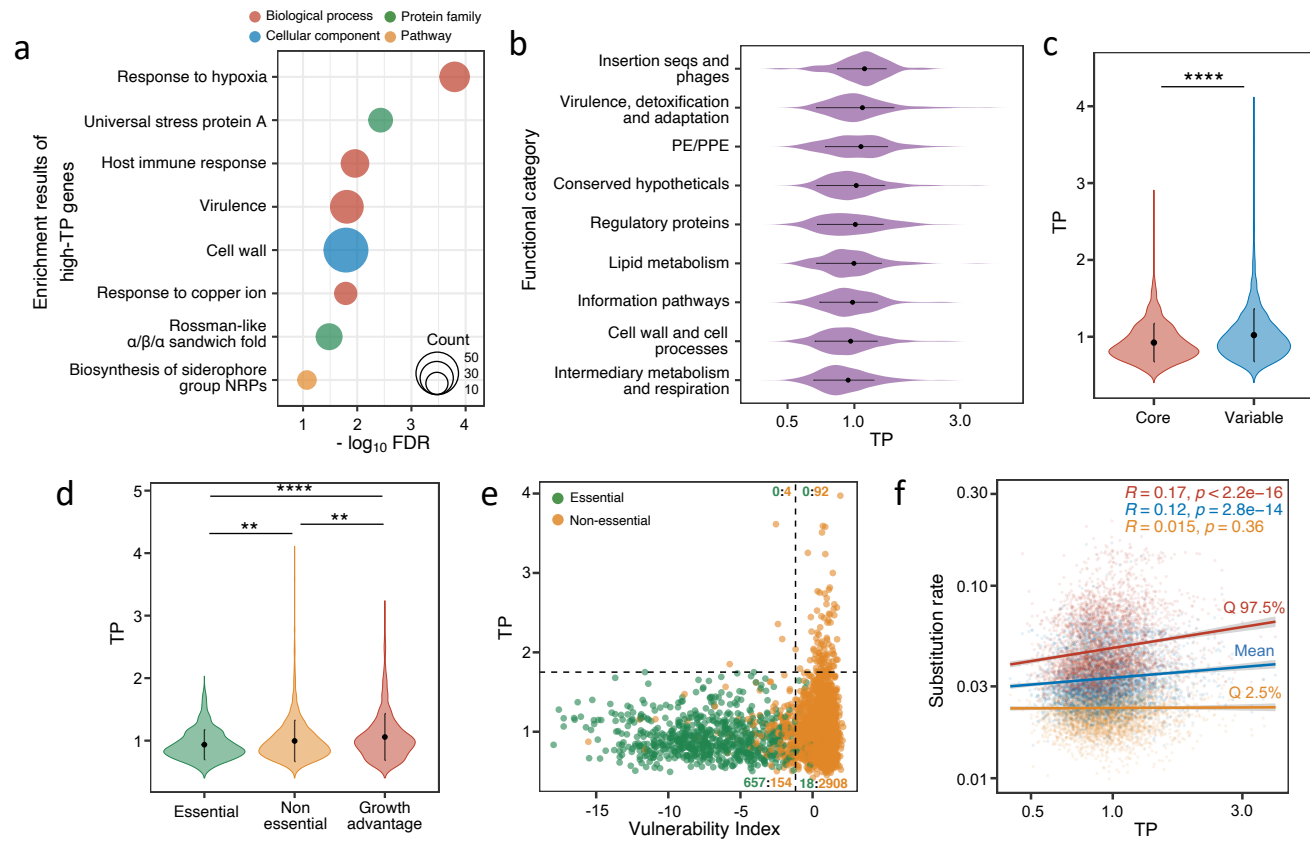 a
Biological process
Protein family
Cellular component
Pathway
Enrichment results of
high-TP genes
Response to hypoxia
Universal stress protein A
Host immune response
Virulence
Cell wall
Response to copper ion
Rossman-like
α/β/α sandwich fold
Biosynthesis of siderophore
group NRPs
Count
50
30
10
1 2 3 4
- log10 FDR
b
Functional category
Insertion seqs and
phages
Virulence, detoxification
and adaptation
PE/PPE
Conserved hypotheticals
Regulatory proteins
Lipid metabolism
Information pathways
Cell wall and cell
processes
Intermediary metabolism
and respiration
0.5 1.0 3.0
TP
c
****
TP
4
3
2
1
Core Variable
d
****
** **
TP
5
4
3
2
1
Essential
Non
essential
Growth
advantage
e
Essential
Non-essential
0:4 0:92
TP
4
3
2
1
657:154 18:2908
-15 -10 -5 0
Vulnerability Index
f
R = 0.17, p < 2.2e−16
R = 0.12, p = 2.8e−14
R = 0.015, p = 0.36
Substitution rate
0.30
0.10
0.03
0.01
Q 97.5%
Mean
Q 2.5%
0.5 1.0 3.0
TP